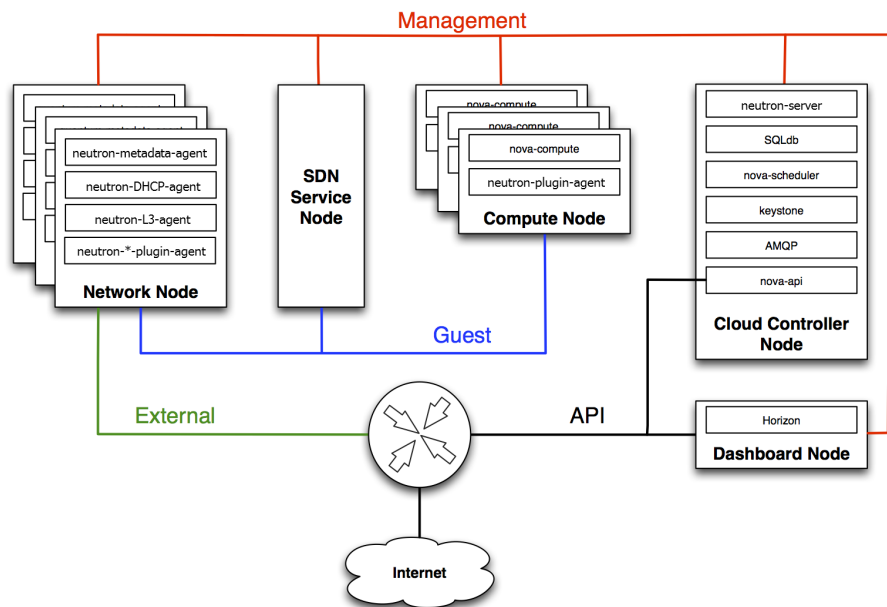 Management
nova-compute
nova-compute
neutron-metadata-agent
neutron-DHCP-agent
neutron-L3-agent
neutron-*-plugin-agent
Network Node
SDN
Service
Node
nova-compute
neutron-plugin-agent
Compute Node
neutron-server
SQLdb
nova-scheduler
keystone
AMQP
nova-api
Cloud Controller
Node
Guest
External
API
Horizon
Dashboard Node
Internet